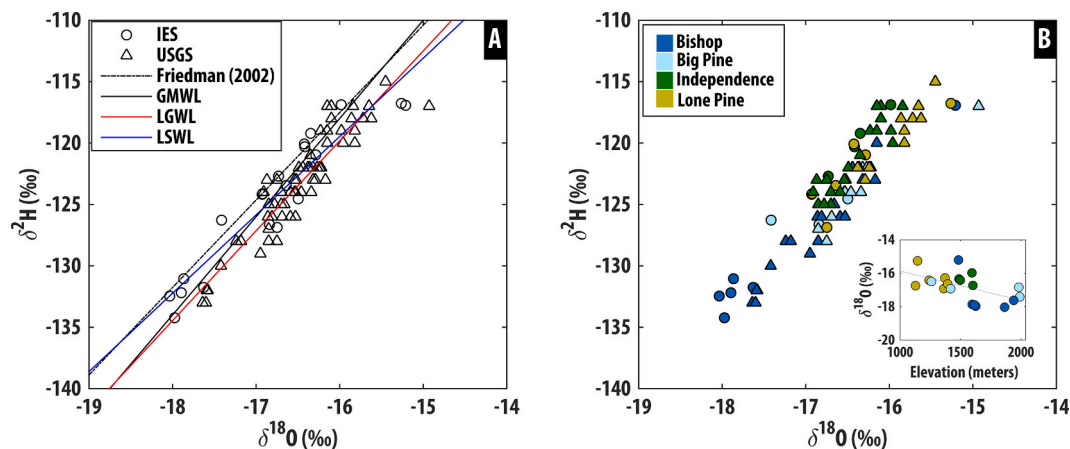 A
IES
USGS
Friedman (2002)
GMWL
LGWL
LSWL
-110
-115
-120
-125
-130
-135
-140
δ²H (‰)
-19
-18
-17
-16
-15
-14
δ¹⁸O (‰)
B
Bishop
Big Pine
Independence
Lone Pine
-110
-115
-120
-125
-130
-135
-140
δ²H (‰)
-19
-18
-17
-16
-15
-14
δ¹⁸O (‰)
-14
-16
-18
-20
δ¹⁸O (‰)
1000
1500
2000
Elevation (meters)